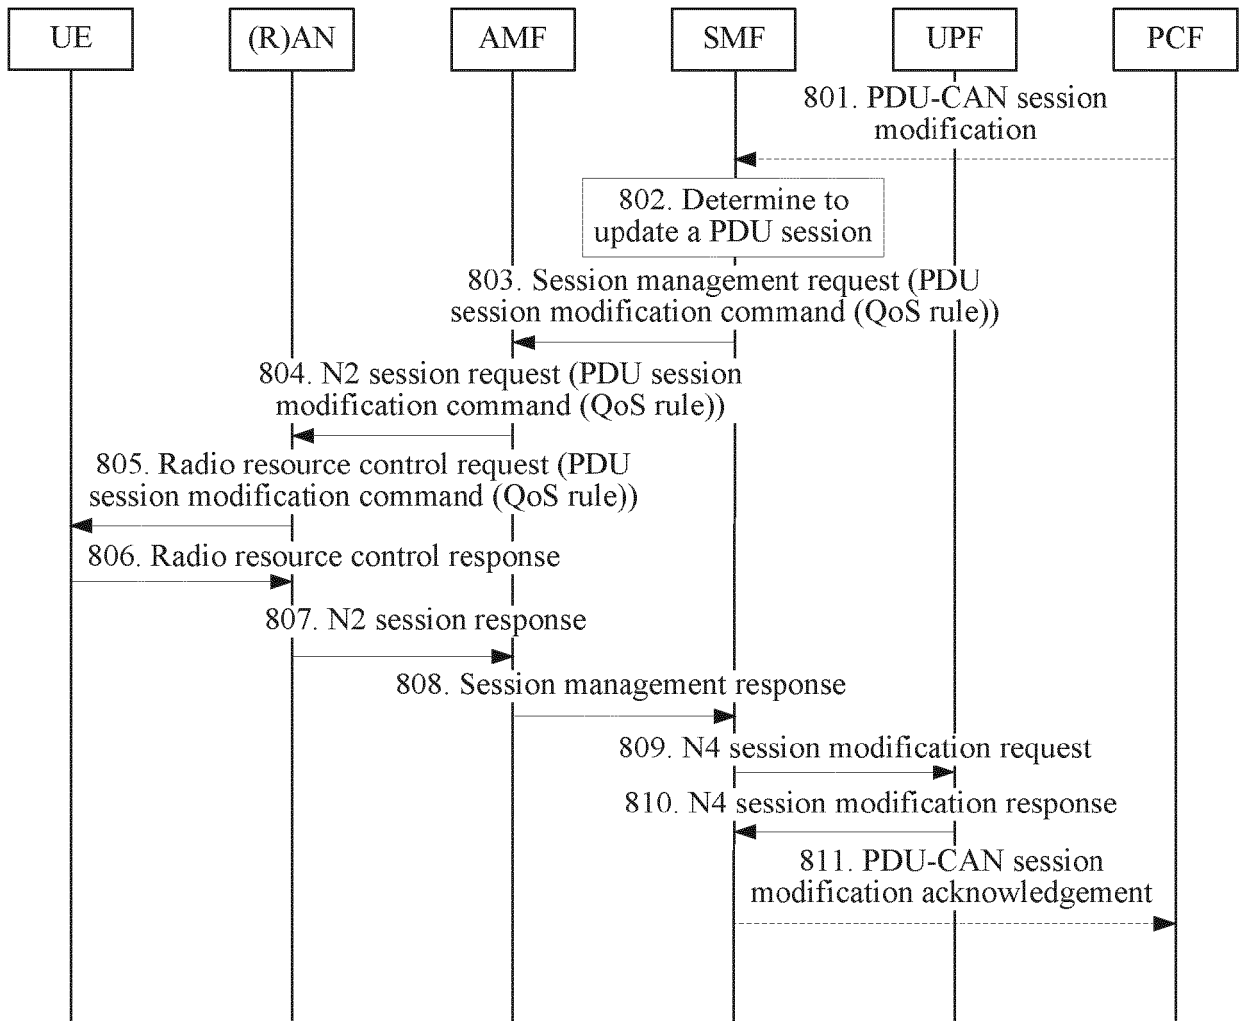 UE
(R)AN
AMF
SMF
UPF
PCF
801. PDU-CAN session
modification
802. Determine to
update a PDU session
803. Session management request (PDU
session modification command (QoS rule))
804. N2 session request (PDU session
modification command (QoS rule))
805. Radio resource control request (PDU
session modification command (QoS rule))
806. Radio resource control response
807. N2 session response
808. Session management response
809. N4 session modification request
810. N4 session modification response
811. PDU-CAN session
modification acknowledgement